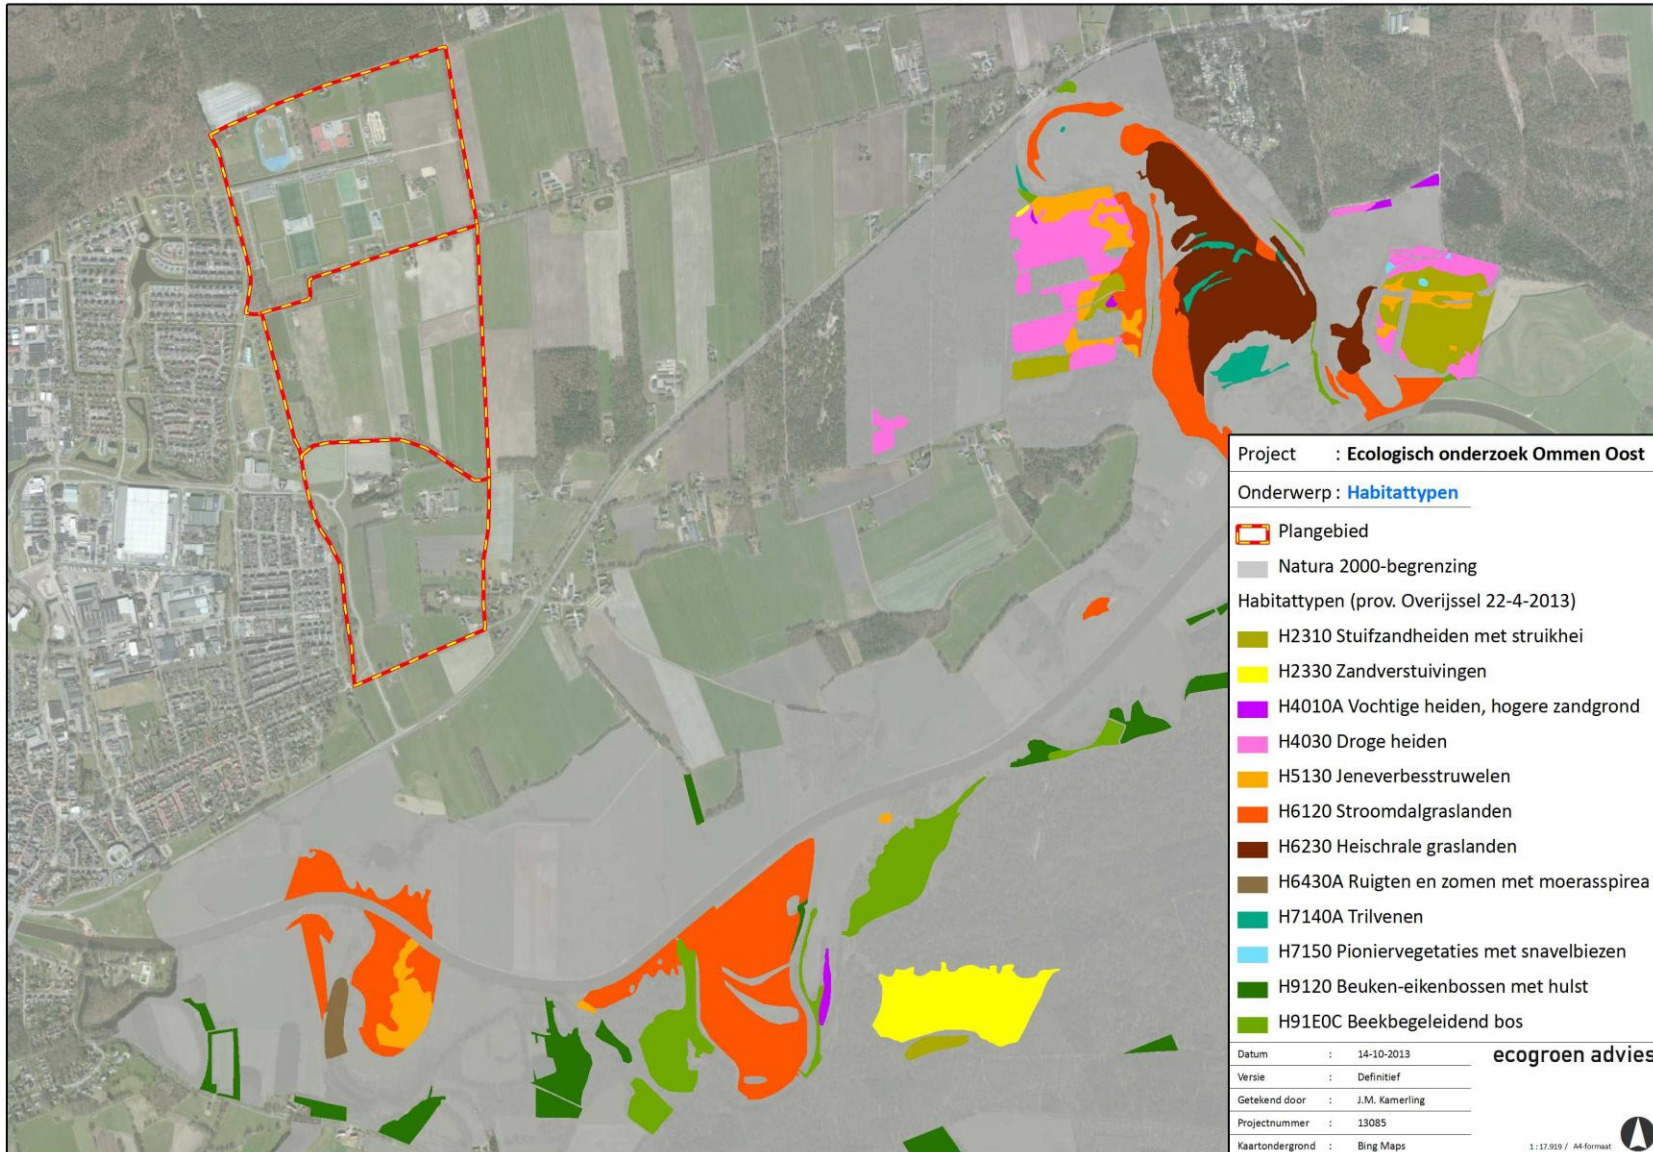 Project : Ecologisch onderzoek Ommen Oost
Onderwerp : Habitattypen
Plangebied
Natura 2000-begrenzing
Habitattypen (prov. Overijssel 22-4-2013)
H2310 Stuifzandheiden met struikhei
H2330 Zandverstuivingen
H4010A Vochtige heiden, hogere zandgrond
H4030 Droge heiden
H5130 Jeneverbesstruwelen
H6120 Stroomdalgraslanden
H6230 Heischrale graslanden
H6430A Ruigten en zomen met moerasspirea
H7140A Trilvenen
H7150 Pioniervegetaties met snavelbiezen
H9120 Beuken-eikenbossen met hulst
H91E0C Beekbegeleidend bos
Datum : 14-10-2013
ecogroen advies
Versie : Definitief
Getekend door : J.M. Kamerling
Projectnummer : 13085
Kaartondergrond : Bing Maps
1 : 17.919 / A4-formaat